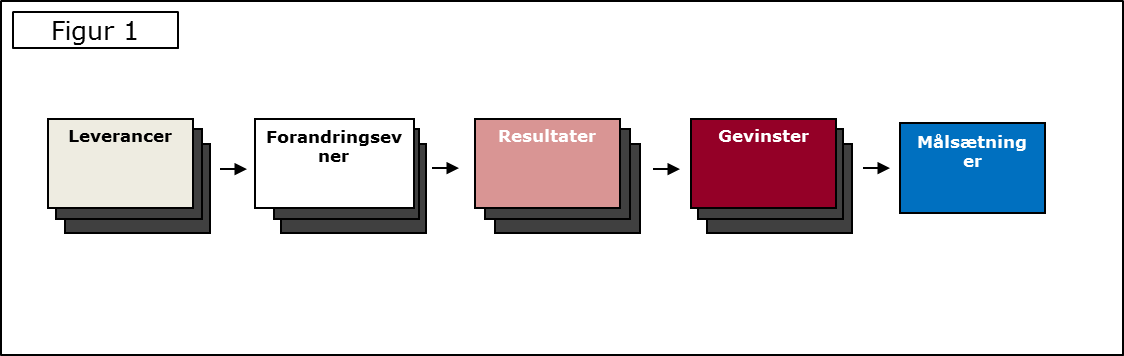 Figur 1
Leverancer
Forandringsev
ner
Resultater
Gevinster
Målsætning
er